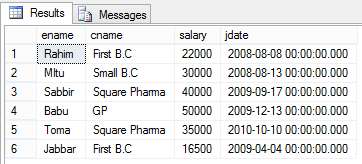 Results Messages
ename cname salary jdate
1 Rahim First B.C 22000 2008-08-08 00:00:00.000
2 MItu Small B.C 30000 2008-08-13 00:00:00.000
3 Sabbir Square Pharma 40000 2009-09-17 00:00:00.000
4 Babu GP 50000 2009-12-13 00:00:00.000
5 Toma Square Pharma 35000 2010-10-10 00:00:00.000
6 Jabbar First B.C 16500 2009-04-04 00:00:00.000